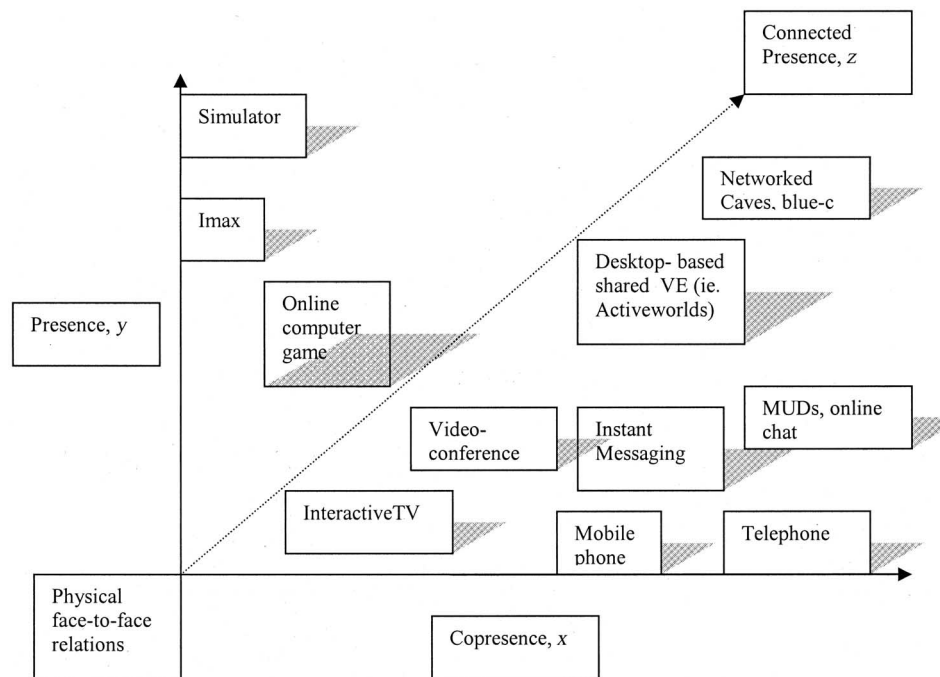 Connected
Presence, z
Simulator
Networked
Caves, blue-c
Imax
Desktop- based
shared VE (ie.
Activeworlds)
Online
computer
game
Presence, y
MUDs, online
chat
Video-
conference
Instant
Messaging
InteractiveTV
Mobile
phone
Telephone
Physical
face-to-face
relations
Copresence, x